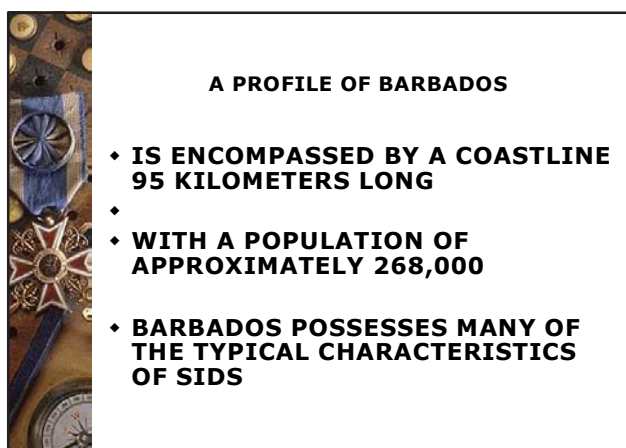 A PROFILE OF BARBADOS
◆ IS ENCOMPASSED BY A COASTLINE
95 KILOMETERS LONG
◆
◆ WITH A POPULATION OF
APPROXIMATELY 268,000
◆ BARBADOS POSSESSES MANY OF
THE TYPICAL CHARACTERISTICS
OF SIDS